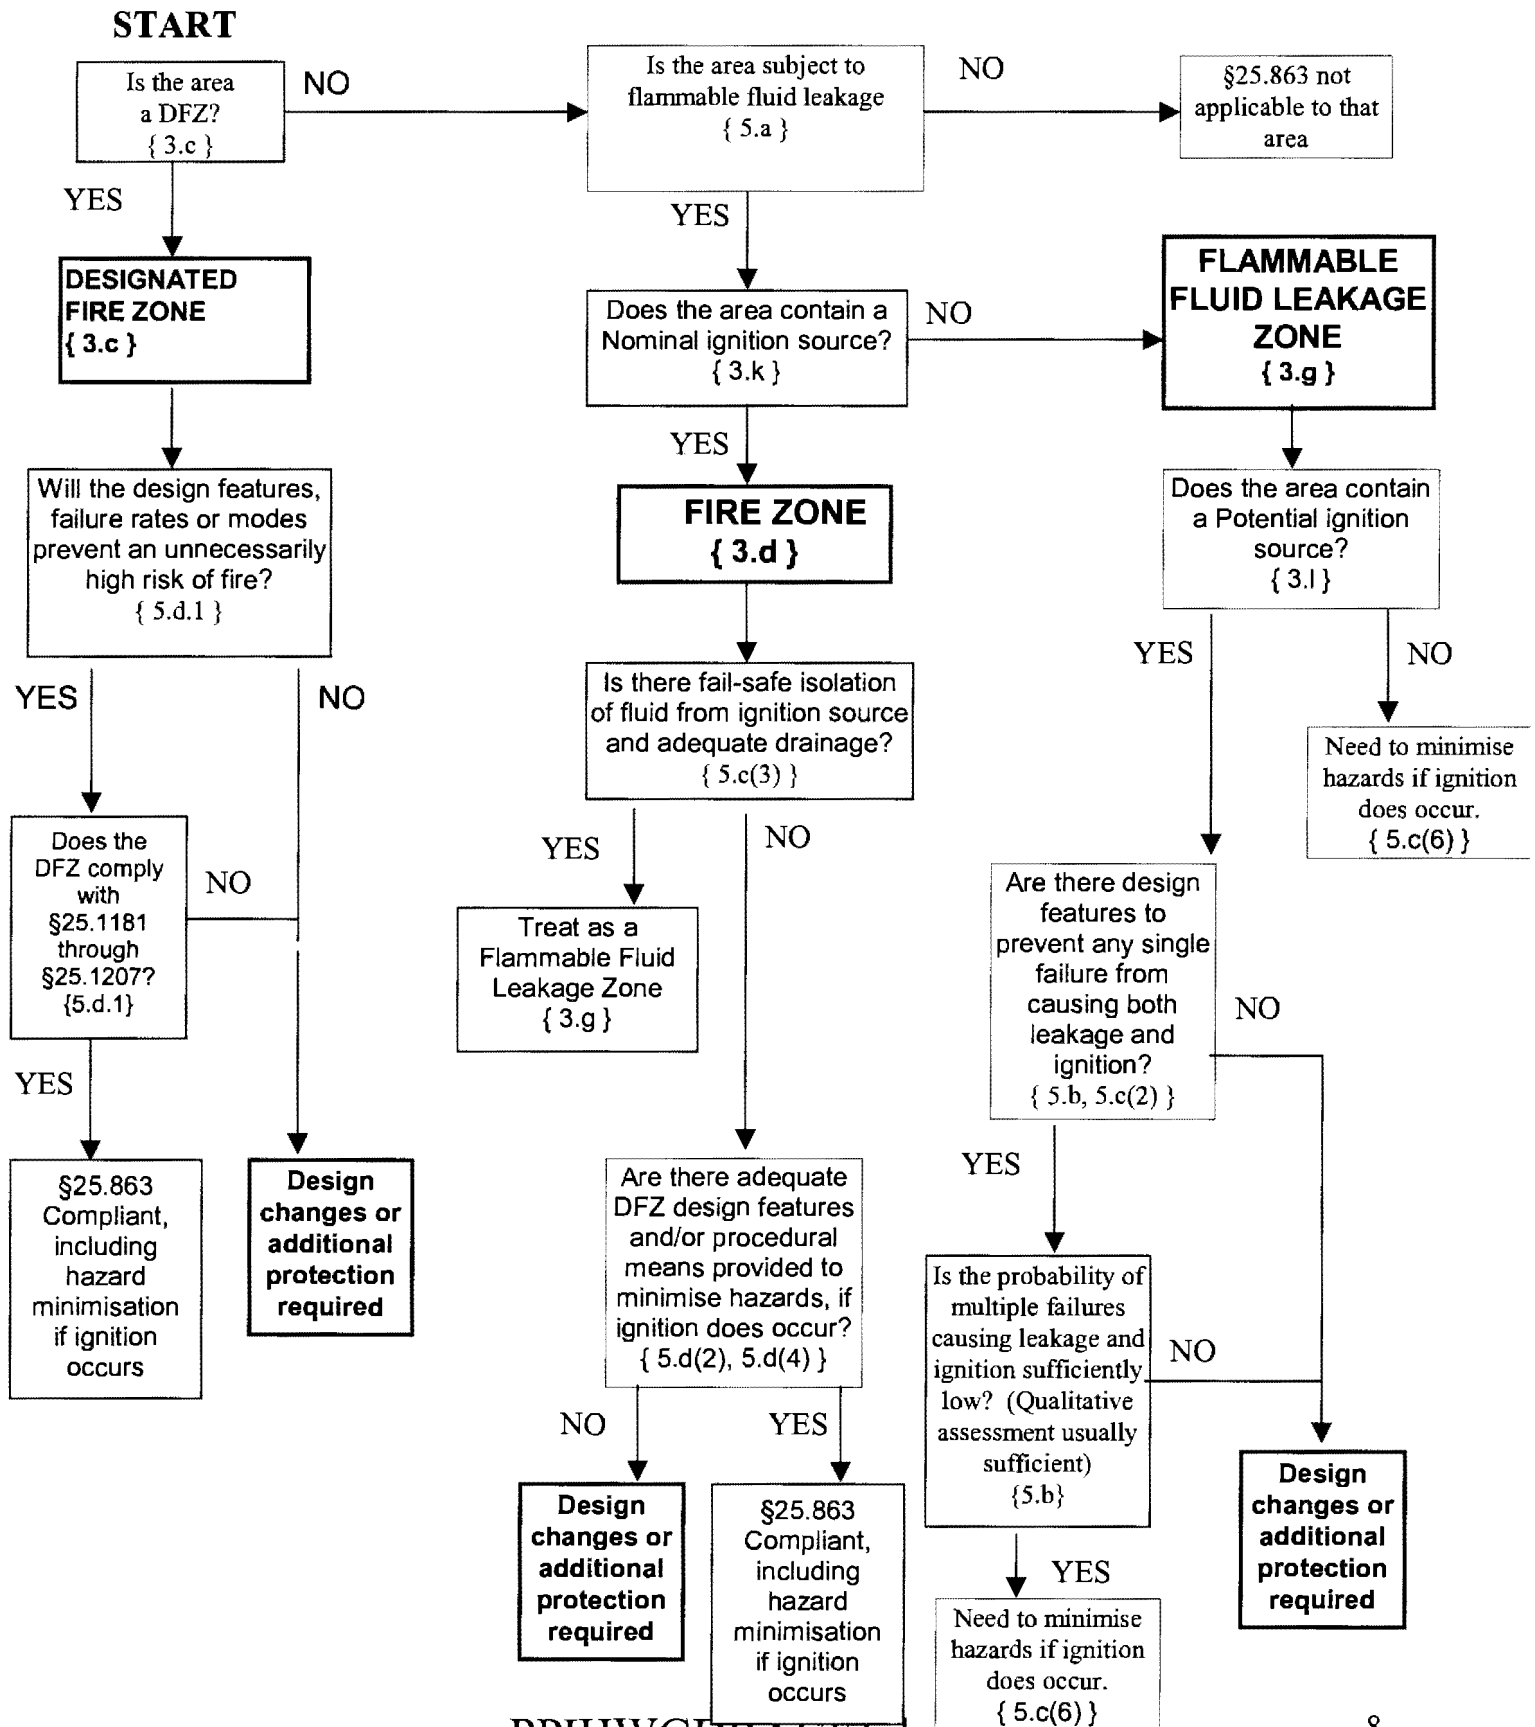 START
Is the area
a DFZ?
{ 3.c }
NO
Is the area subject to
flammable fluid leakage
{ 5.a }
NO
§25.863 not
applicable to that
area
YES
YES
DESIGNATED
FIRE ZONE
{ 3.c }
Does the area contain a
Nominal ignition source?
{ 3.k }
NO
FLAMMABLE
FLUID LEAKAGE
ZONE
{ 3.g }
YES
Will the design features,
failure rates or modes
prevent an unnecessarily
high risk of fire?
{ 5.d.1 }
FIRE ZONE
{ 3.d }
Does the area contain
a Potential ignition
source?
{ 3.l }
YES
NO
YES
NO
Is there fail-safe isolation
of fluid from ignition source
and adequate drainage?
{ 5.c(3) }
Need to minimise
hazards if ignition
does occur.
{ 5.c(6) }
Does the
DFZ comply
with
§25.1181
through
§25.1207?
{5.d.1}
NO
YES
NO
Treat as a
Flammable Fluid
Leakage Zone
{ 3.g }
Are there design
features to
prevent any single
failure from
causing both
leakage and
ignition?
{ 5.b, 5.c(2) }
NO
YES
§25.863
Compliant,
including
hazard
minimisation
if ignition
occurs
Design
changes or
additional
protection
required
Are there adequate
DFZ design features
and/or procedural
means provided to
minimise hazards, if
ignition does occur?
{ 5.d(2), 5.d(4) }
YES
Is the probability of
multiple failures
causing leakage and
ignition sufficiently
low? (Qualitative
assessment usually
sufficient)
{5.b}
NO
NO
YES
Design
changes or
additional
protection
required
§25.863
Compliant,
including
hazard
minimisation
if ignition
occurs
Design
changes or
additional
protection
required
YES
Need to minimise
hazards if ignition
does occur.
{ 5.c(6) }